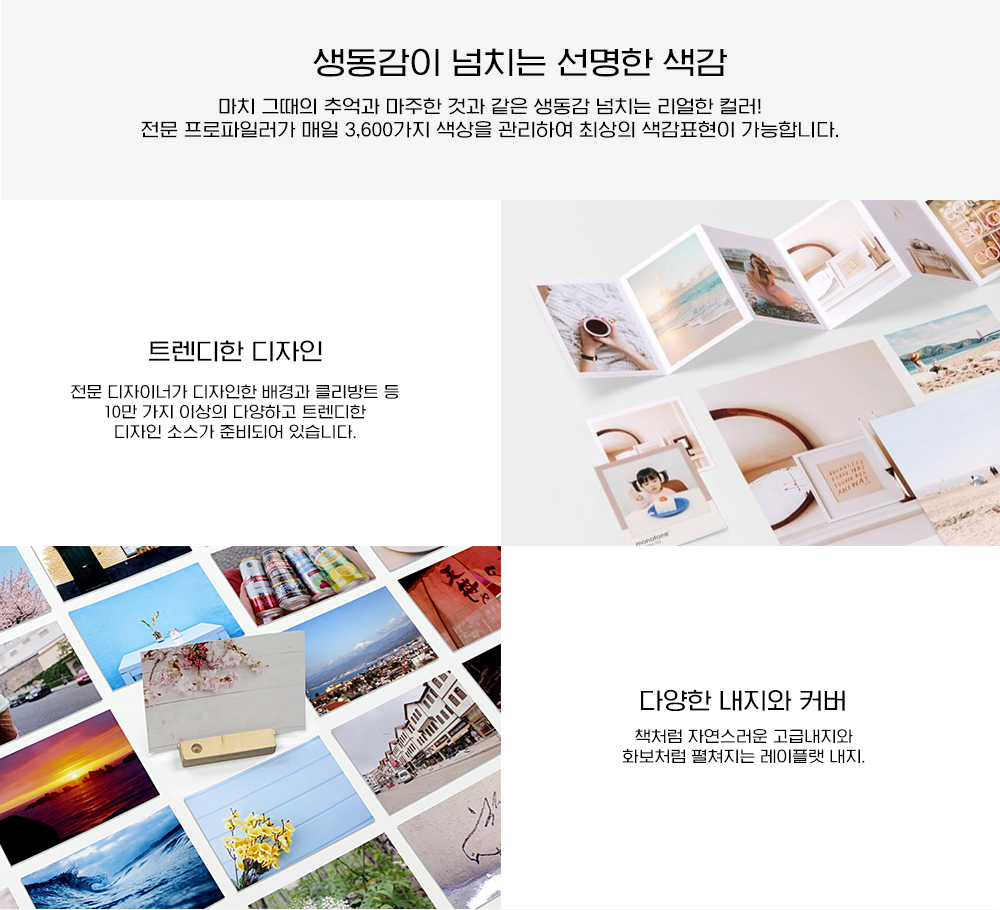 생동감이 넘치는 선명한 색감
마치 그때의 추억과 마주한 것과 같은 생동감 넘치는 리얼한 컬러!
전문 프로파일러가 매일 3,600가지 색상을 관리하여 최상의 색감표현이 가능합니다.
트렌디한 디자인
전문 디자이너가 디자인한 배경과 클리방트 등
10만 가지 이상의 다양하고 트렌디한
디자인 소스가 준비되어 있습니다.
monotone
다양한 내지와 커버
책처럼 자연스러운 고급내지와
화보처럼 펼쳐지는 레이플랫 내지.